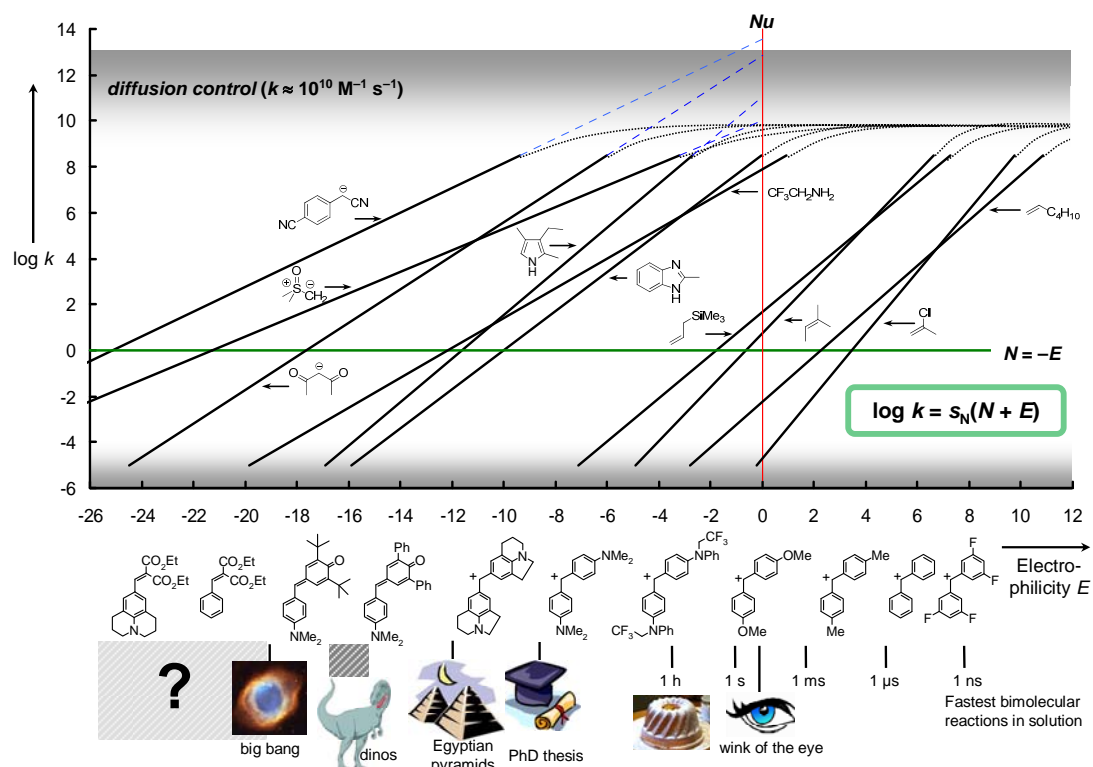 Nu
14
12
10
8
6
4
2
0
-2
-4
-6
diffusion control (k ≈ 10¹⁰ M⁻¹ s⁻¹)
log k
NC
⊖
CN
CF₃CH₂NH₂
C₄H₁₀
N
H
N
N
H
O
⊕
S
⊖
CH₂
SiMe₃
Cl
O
⊖
O
N = –E
log k = sN(N + E)
-26 -24 -22 -20 -18 -16 -14 -12 -10 -8 -6 -4 -2 0 2 4 6 8 10 12
Electro-
philicity E
CO₂Et
CO₂Et
N
CO₂Et
CO₂Et
O
NMe₂
Ph
O
Ph
NMe₂
N
+
N
NMe₂
+
NMe₂
CF₃
NPh
+
CF₃
NPh
OMe
+
OMe
Me
+
Me
+
F
F
+
F
F
?
big bang
dinos
Egyptian
pyramids
PhD thesis
1 h
1 s
1 ms
1 µs
1 ns
wink of the eye
Fastest bimolecular
reactions in solution